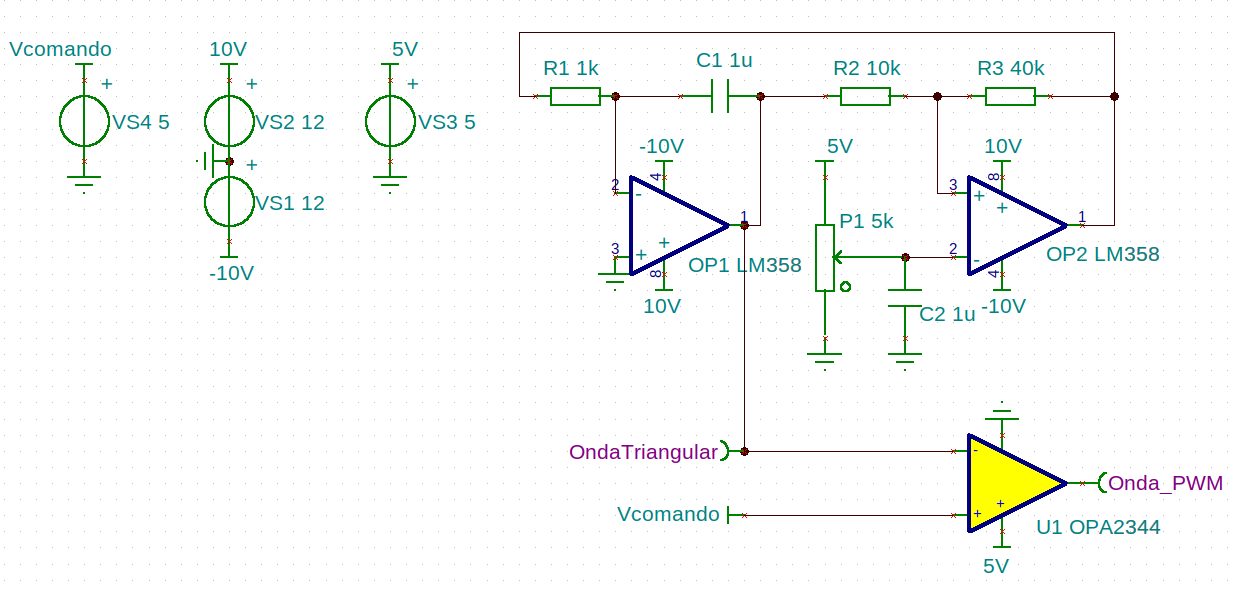 Vcomando
10V
5V
+
+
+
VS4 5
VS2 12
VS3 5
+
VS1 12
-10V
R1 1k
C1 1u
R2 10k
R3 40k
-10V
5V
10V
4
2
-
1
3
+
+
8
OP1 LM358
10V
P1 5k
C2 1u
8
3
+
+
1
2
-
4
OP2 LM358
-10V
OndaTriangular
Vcomando
-
+
+
Onda_PWM
U1 OPA2344
5V